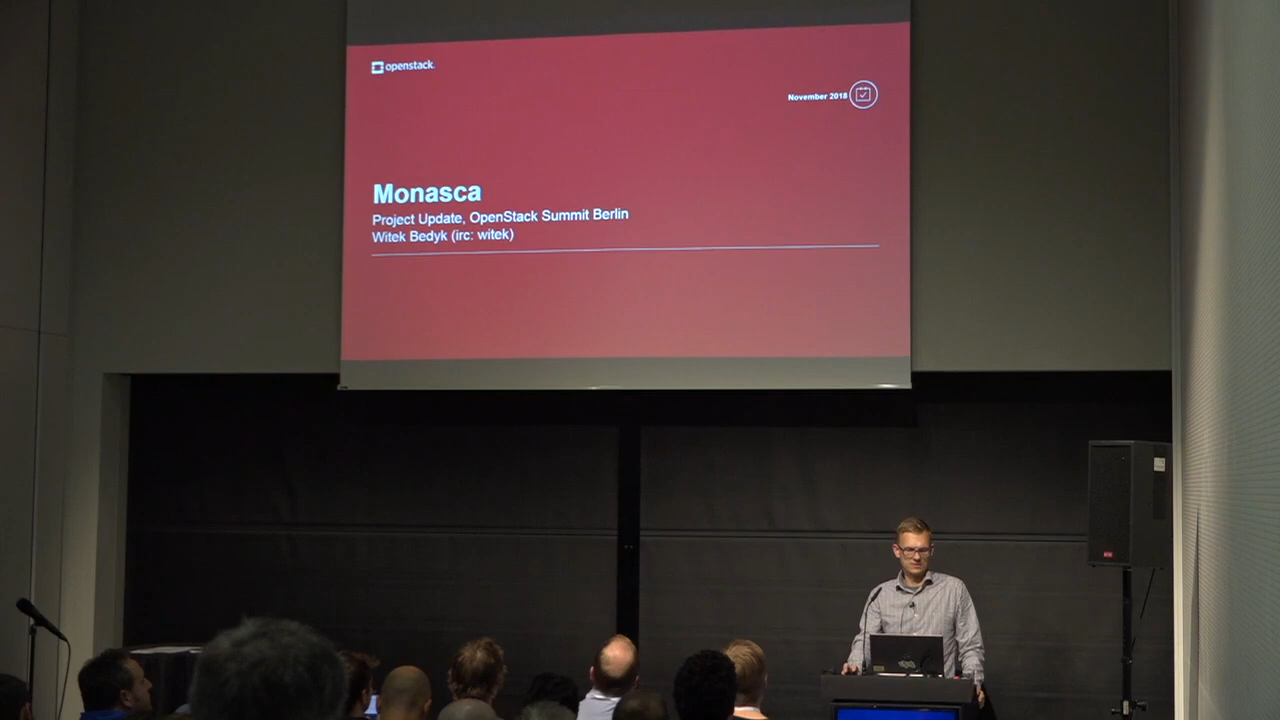 openstack.
November 2018
Monasca
Project Update, OpenStack Summit Berlin
Witek Bedyk (irc: witek)